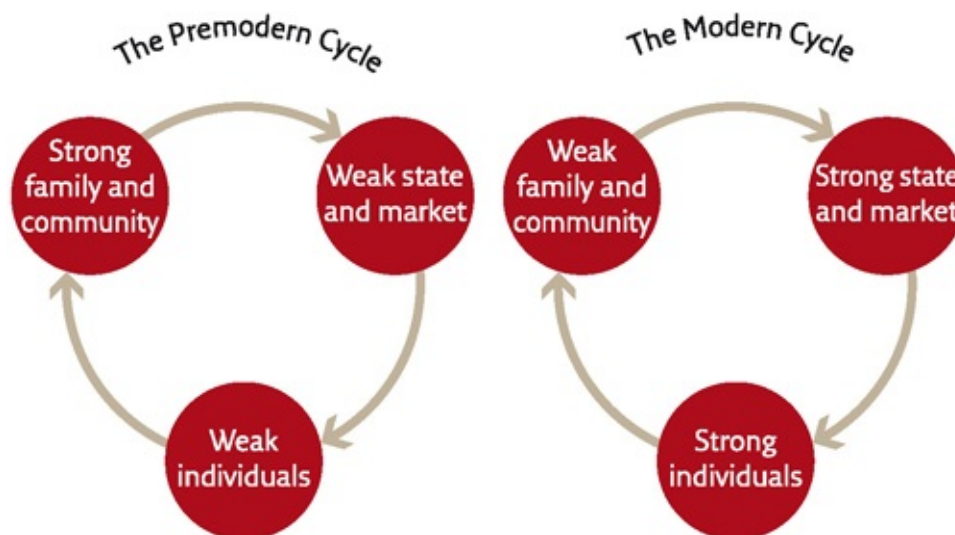 The Premodern Cycle
Strong
family and
community
Weak state
and market
Weak
individuals
The Modern Cycle
Weak
family and
community
Strong state
and market
Strong
individuals